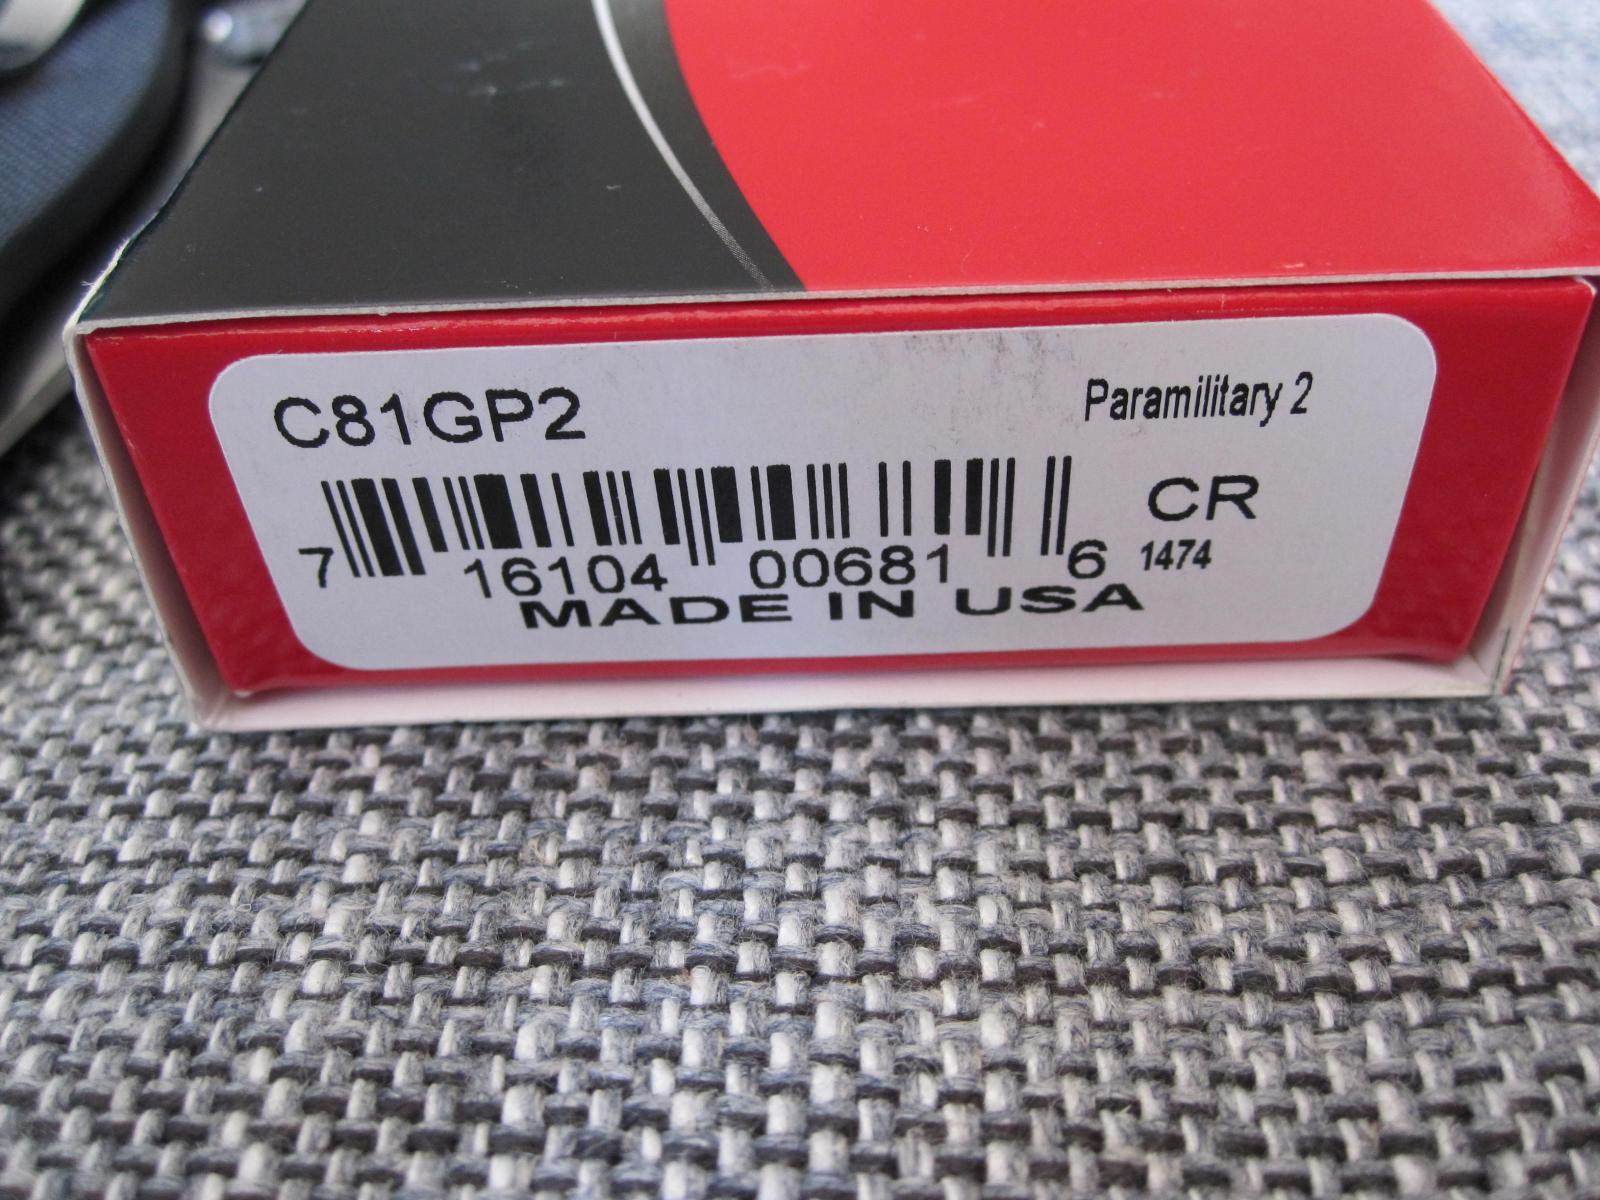 C81GP2
Paramilitary 2
CR
7 16104 00681 6 1474
MADE IN USA